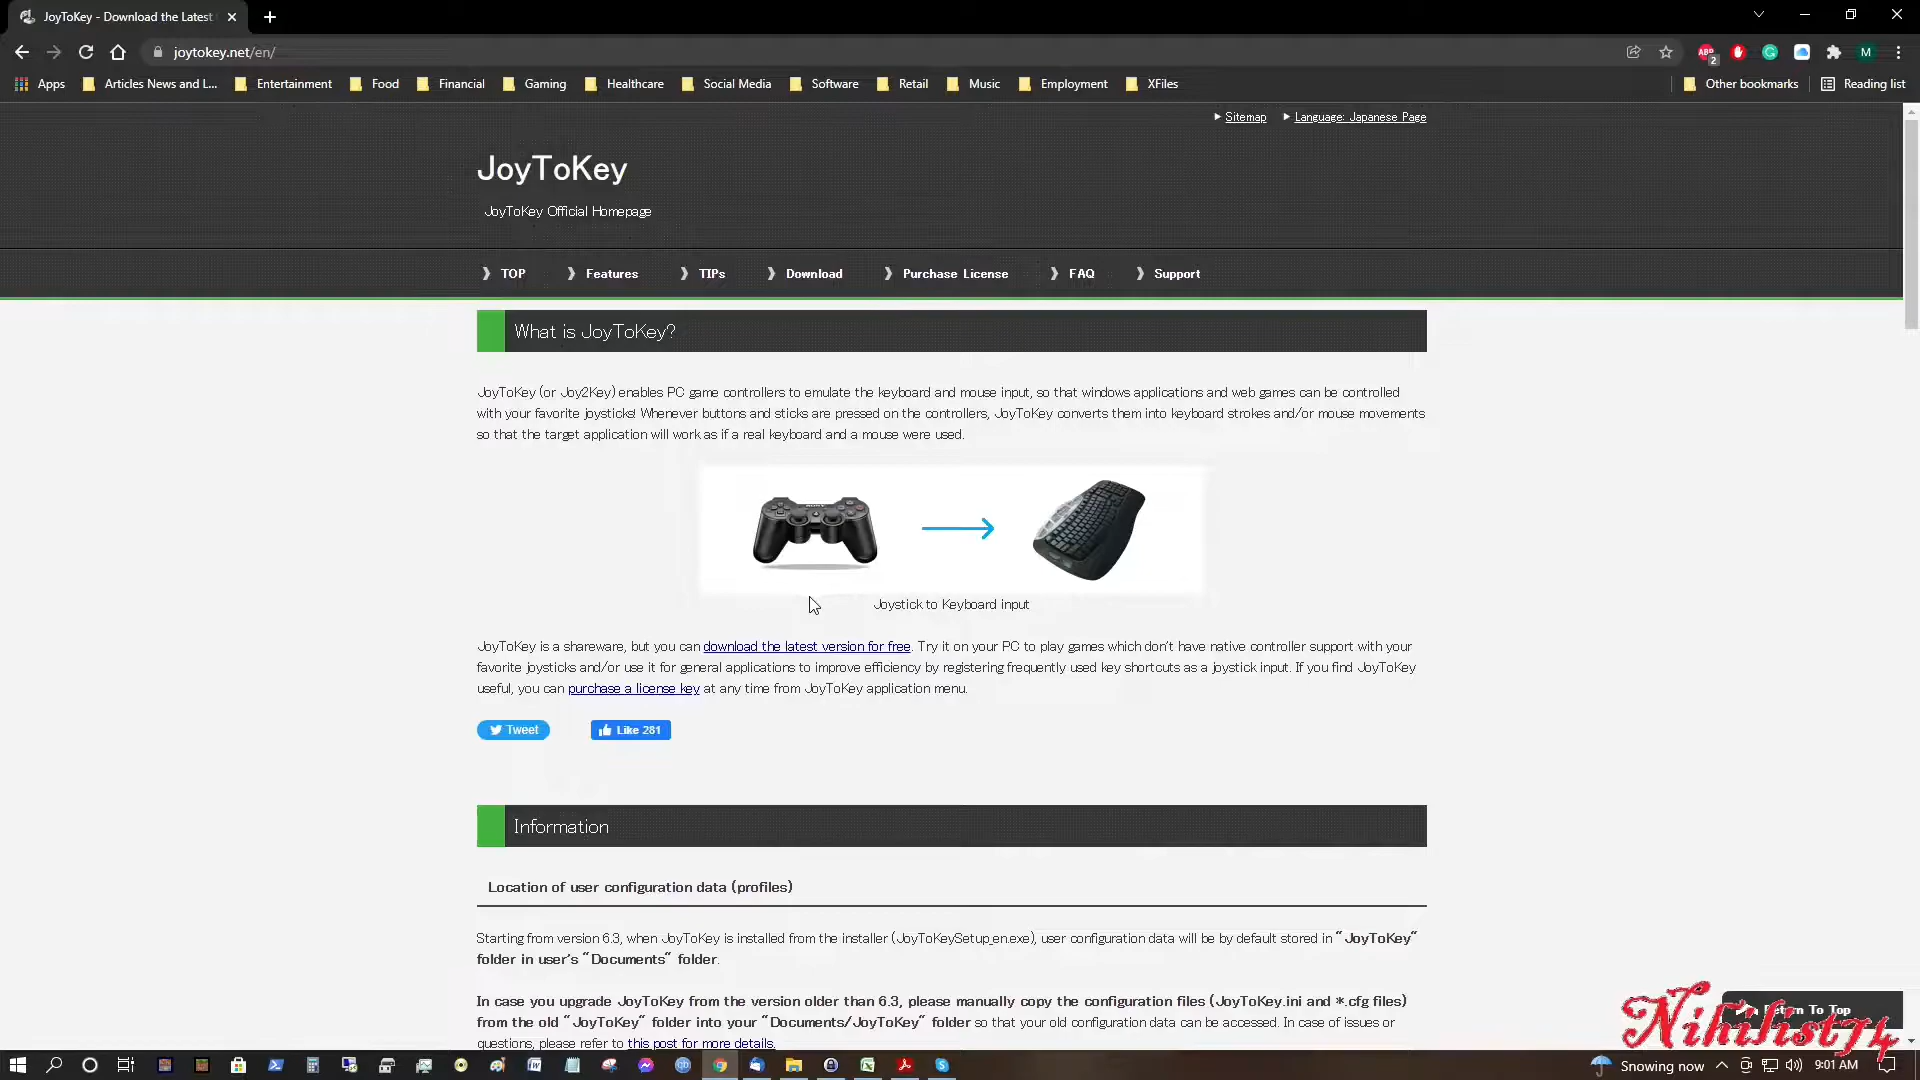 JoyToKey - Download the Latest
joytokey.net/en/
ABP 2 M
Apps Articles News and L... Entertainment Food Financial Gaming Healthcare Social Media Software Retail Music Employment XFiles Other bookmarks Reading list
Sitemap Language: Japanese Page
JoyToKey
JoyToKey Official Homepage
TOP Features TIPs Download Purchase License FAQ Support
What is JoyToKey?
JoyToKey (or Joy2Key) enables PC game controllers to emulate the keyboard and mouse input, so that windows applications and web games can be controlled
with your favorite joysticks! Whenever buttons and sticks are pressed on the controllers, JoyToKey converts them into keyboard strokes and/or mouse movements
so that the target application will work as if a real keyboard and a mouse were used.
SONY
Joystick to Keyboard input
JoyToKey is a shareware, but you can download the latest version for free. Try it on your PC to play games which don't have native controller support with your
favorite joysticks and/or use it for general applications to improve efficiency by registering frequently used key shortcuts as a joystick input. If you find JoyToKey
useful, you can purchase a license key at any time from JoyToKey application menu.
Tweet Like 281
Information
Location of user configuration data (profiles)
Starting from version 6.3, when JoyToKey is installed from the installer (JoyToKeySetup_en.exe), user configuration data will be by default stored in "JoyToKey"
folder in user's "Documents" folder.
In case you upgrade JoyToKey from the version older than 6.3, please manually copy the configuration files (JoyToKey.ini and *.cfg files)
from the old "JoyToKey" folder into your "Documents/JoyToKey" folder so that your old configuration data can be accessed. In case of issues or
questions, please refer to this post for more details.
To Top
Nihilist74
Snowing now 9:01 AM